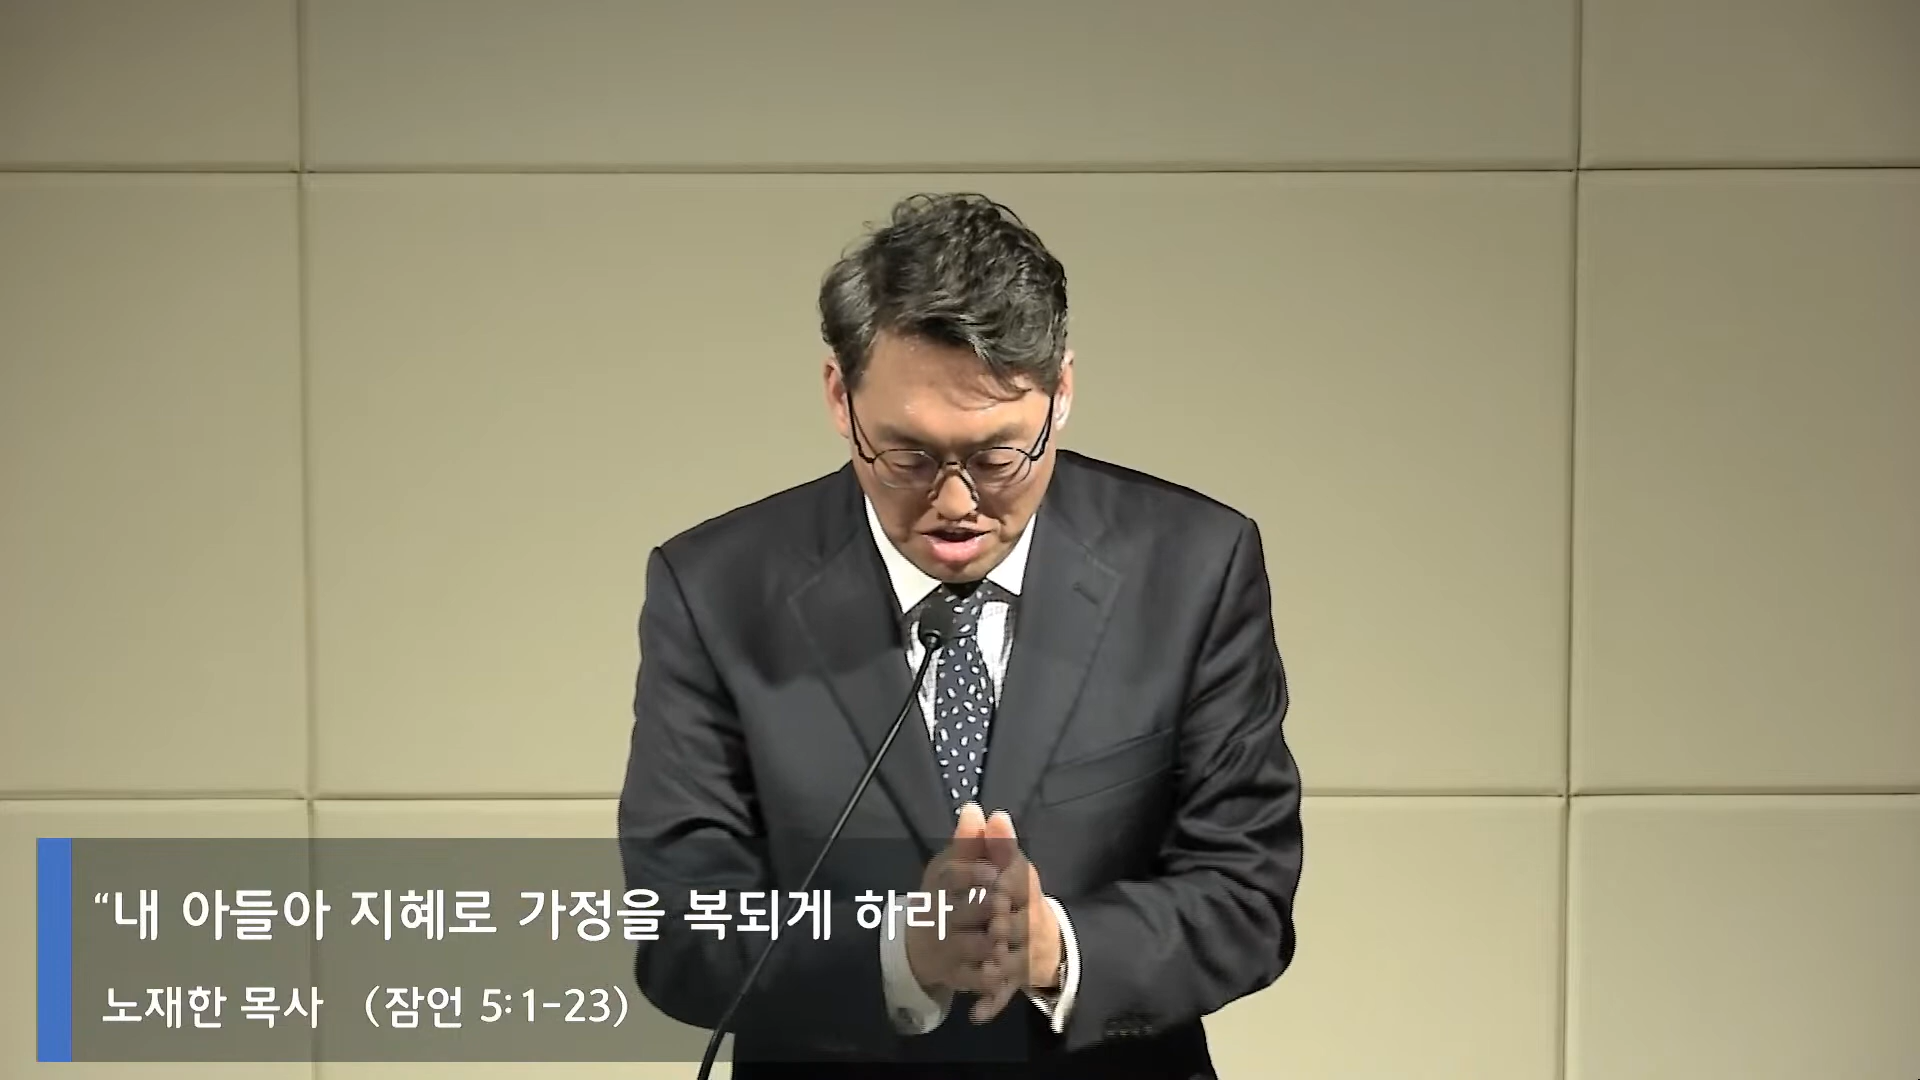 “내 아들아 지혜로 가정을 복되게 하라”
노재한 목사 (잠언 5:1-23)